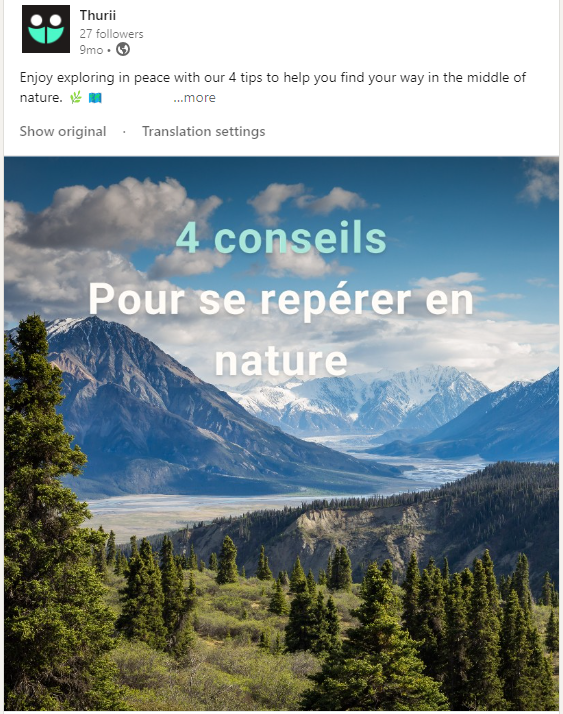 Thurii
27 followers
9mo •
Enjoy exploring in peace with our 4 tips to help you find your way in the middle of
nature. 🌿 🗺️ ...more
Show original · Translation settings
4 conseils
Pour se repérer en
nature